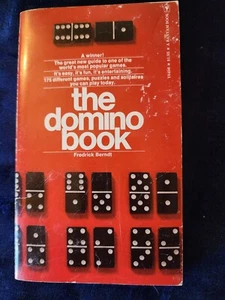 A winner!
The great new guide to one of the
world's most popular games.
It's easy, it's fun, it's entertaining.
175 different games, puzzles and solitaires
you can play today.
the
domino
book
Fredrick Berndt